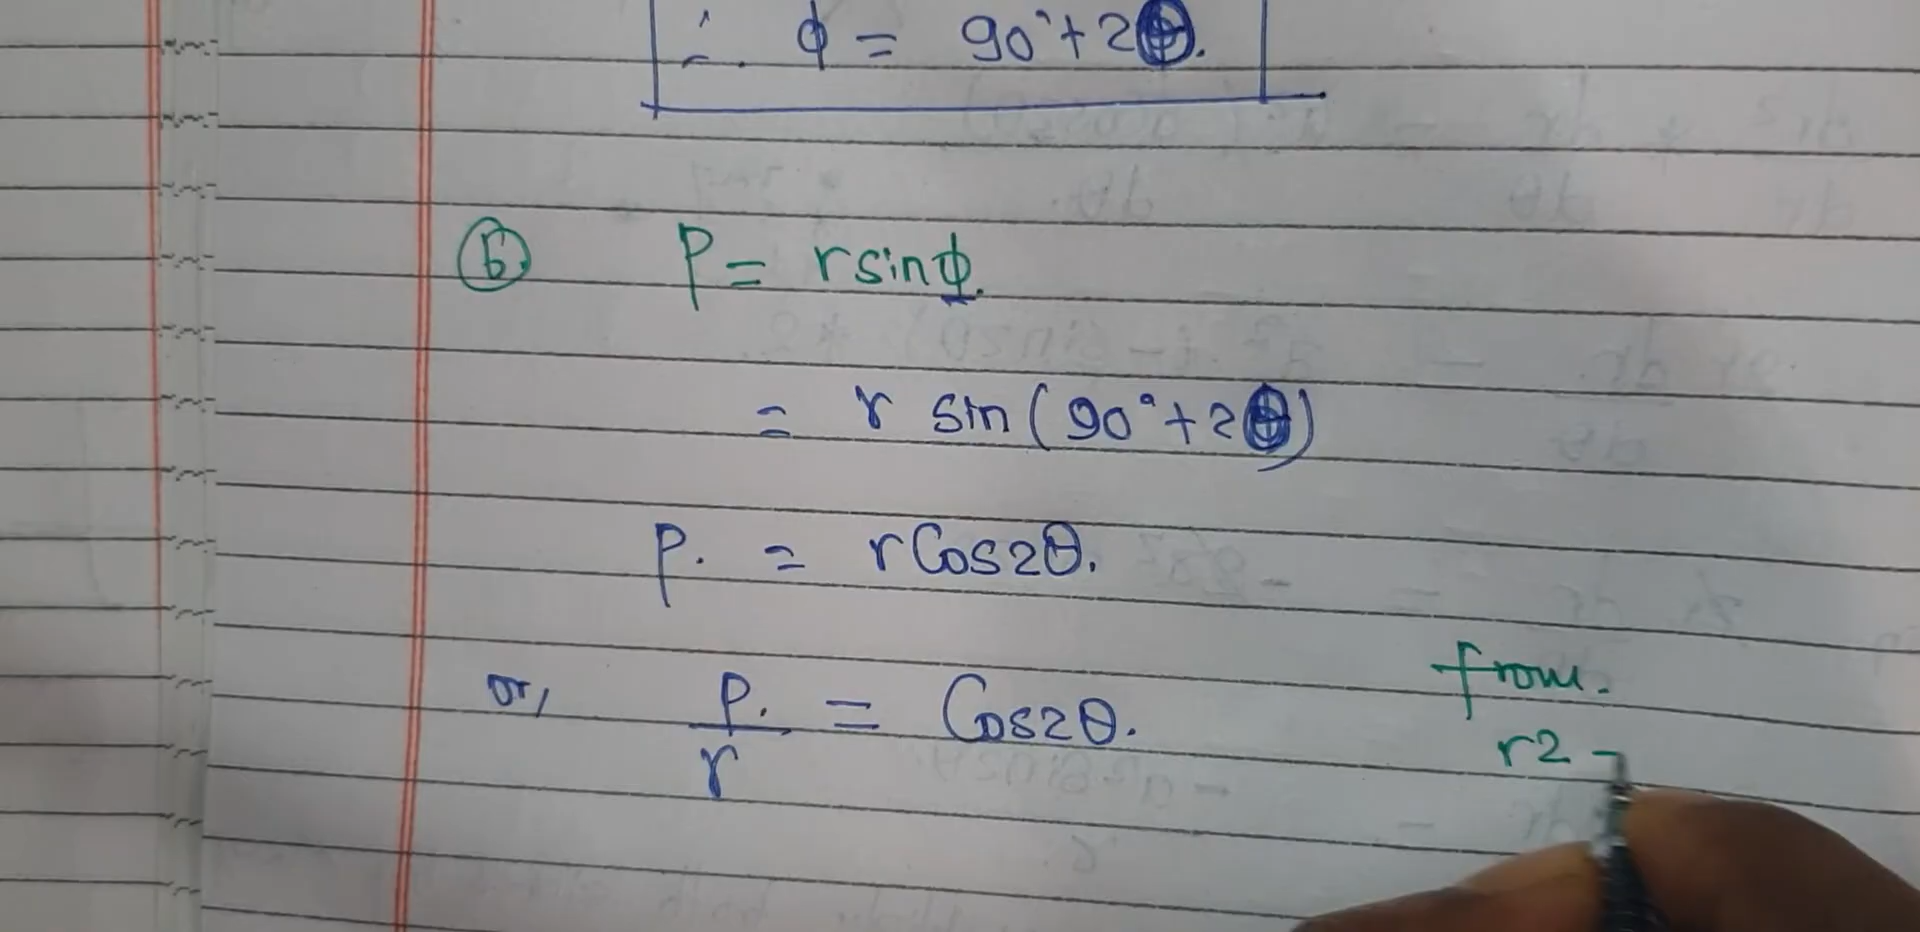 ∴ ϕ = 90° + 2θ.
(b) P = r sin ϕ.
= r sin (90° + 2θ)
P. = r Cos 2θ.
or, P./r = Cos 2θ.
from.
r2 -